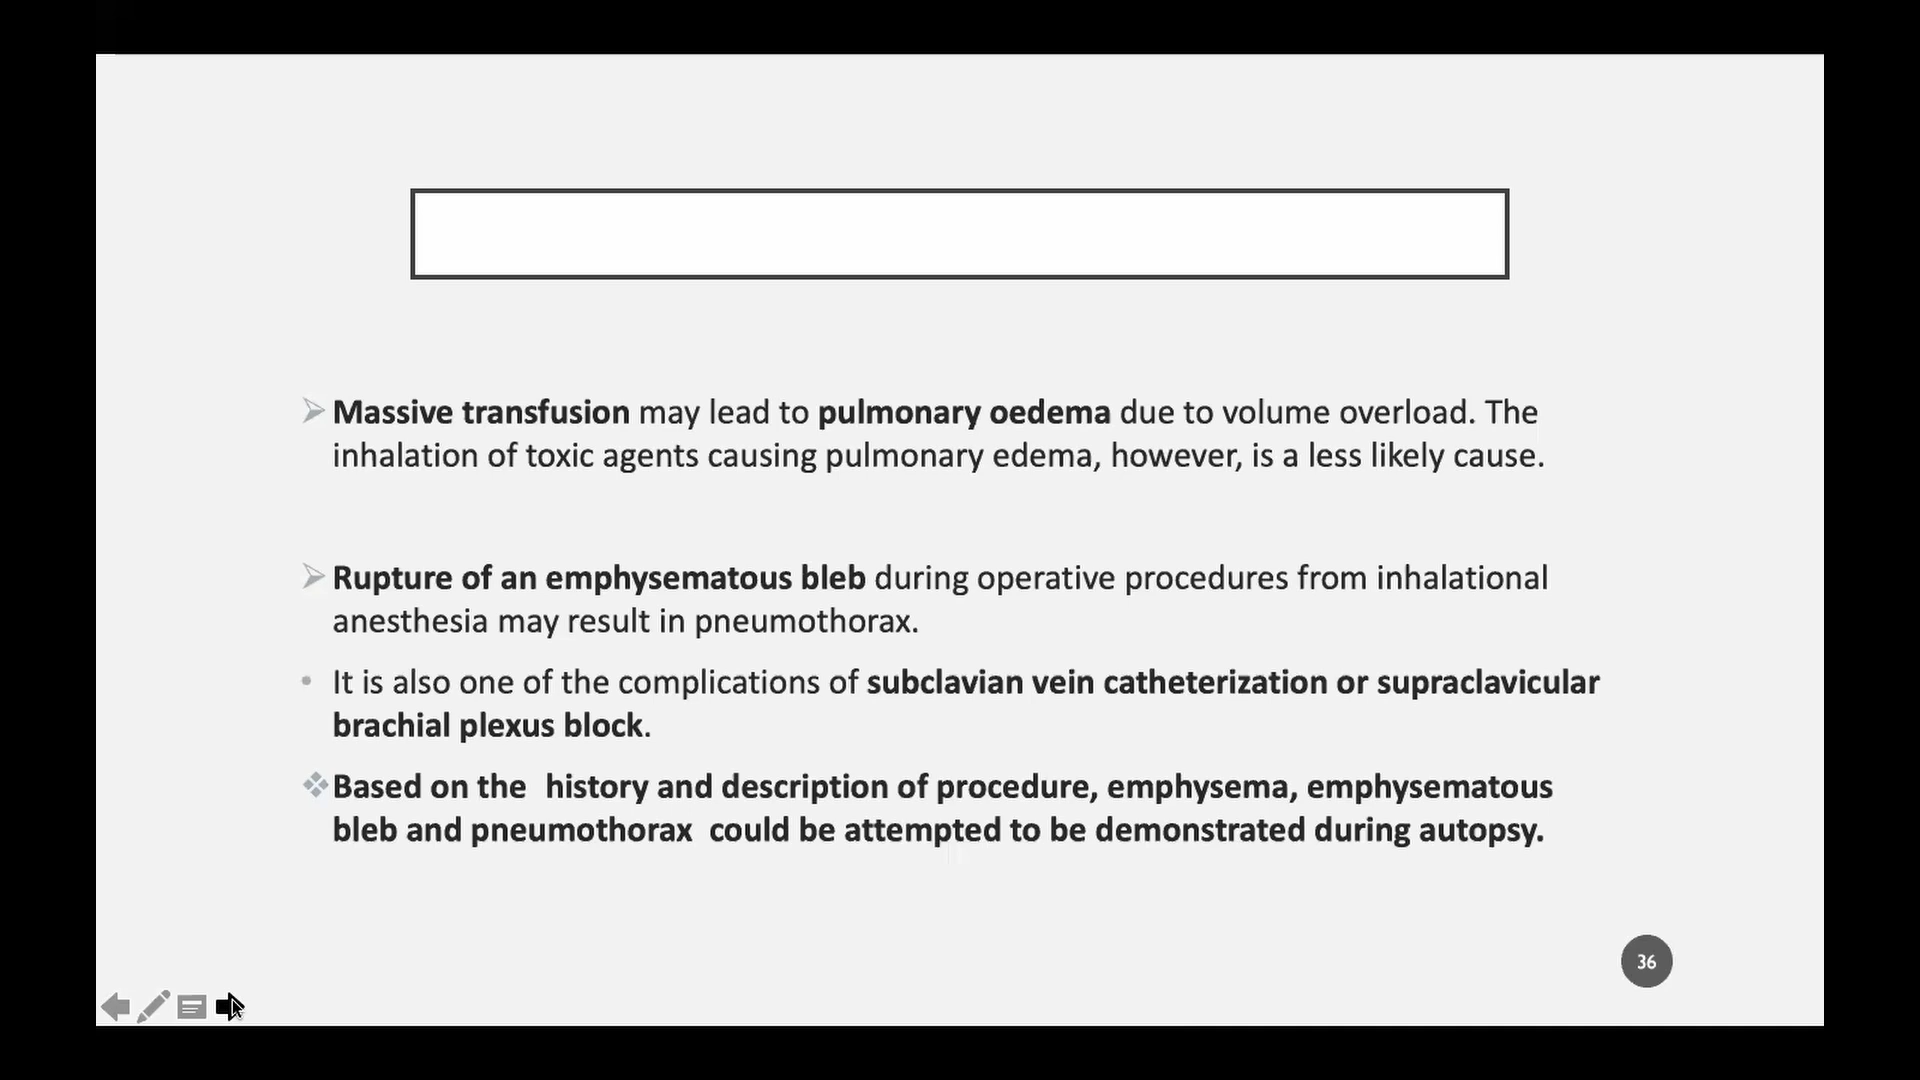 Massive transfusion may lead to pulmonary oedema due to volume overload. The
inhalation of toxic agents causing pulmonary edema, however, is a less likely cause.
Rupture of an emphysematous bleb during operative procedures from inhalational
anesthesia may result in pneumothorax.
It is also one of the complications of subclavian vein catheterization or supraclavicular
brachial plexus block.
Based on the  history and description of procedure, emphysema, emphysematous
bleb and pneumothorax  could be attempted to be demonstrated during autopsy.
36